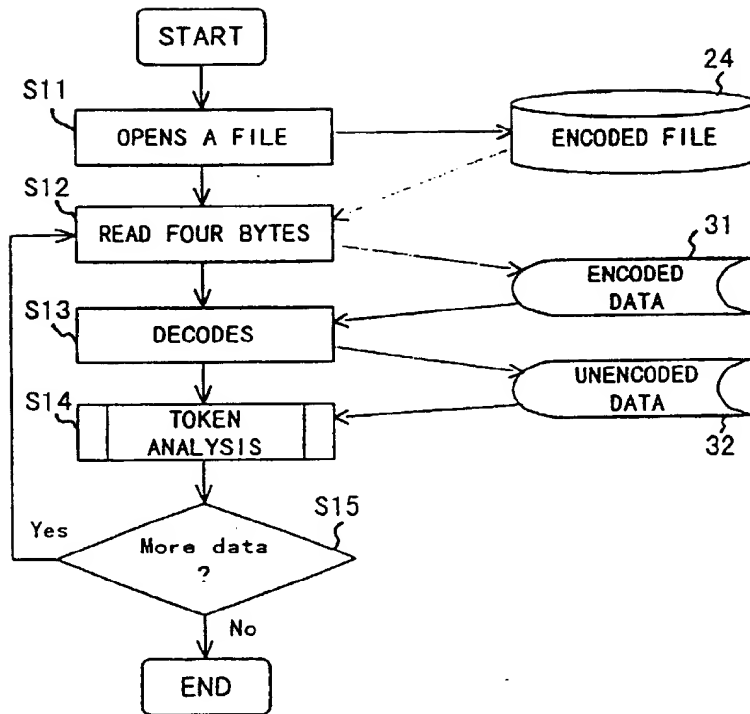 START
S11
OPENS A FILE
24
ENCODED FILE
S12
READ FOUR BYTES
31
ENCODED
DATA
S13
DECODES
UNENCODED
DATA
32
S14
TOKEN
ANALYSIS
S15
Yes
More data
?
No
END